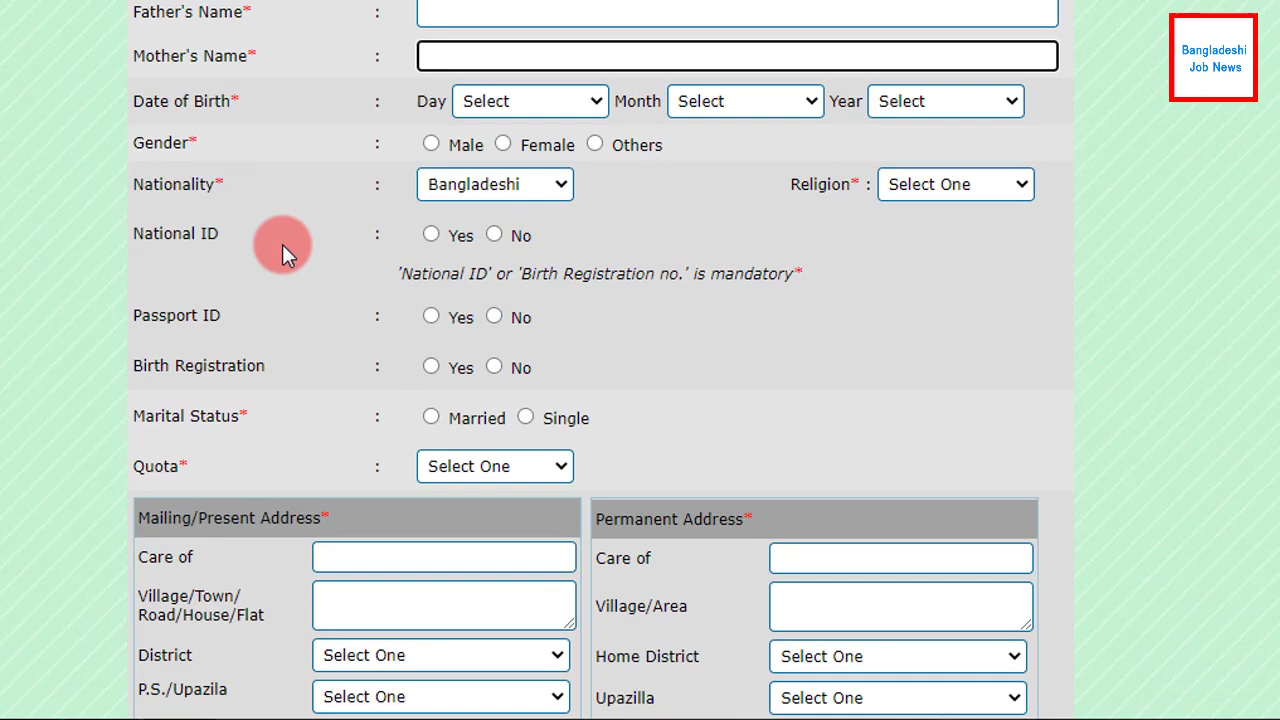 Father's Name* :
Bangladeshi
Job News
Mother's Name* :
Date of Birth* : Day Select Month Select Year Select
Gender* : Male Female Others
Nationality* : Bangladeshi Religion* : Select One
National ID : Yes No
'National ID' or 'Birth Registration no.' is mandatory*
Passport ID : Yes No
Birth Registration : Yes No
Marital Status* : Married Single
Quota* : Select One
Mailing/Present Address*
Care of
Village/Town/
Road/House/Flat
District Select One
P.S./Upazila Select One
Permanent Address*
Care of
Village/Area
Home District Select One
Upazilla Select One